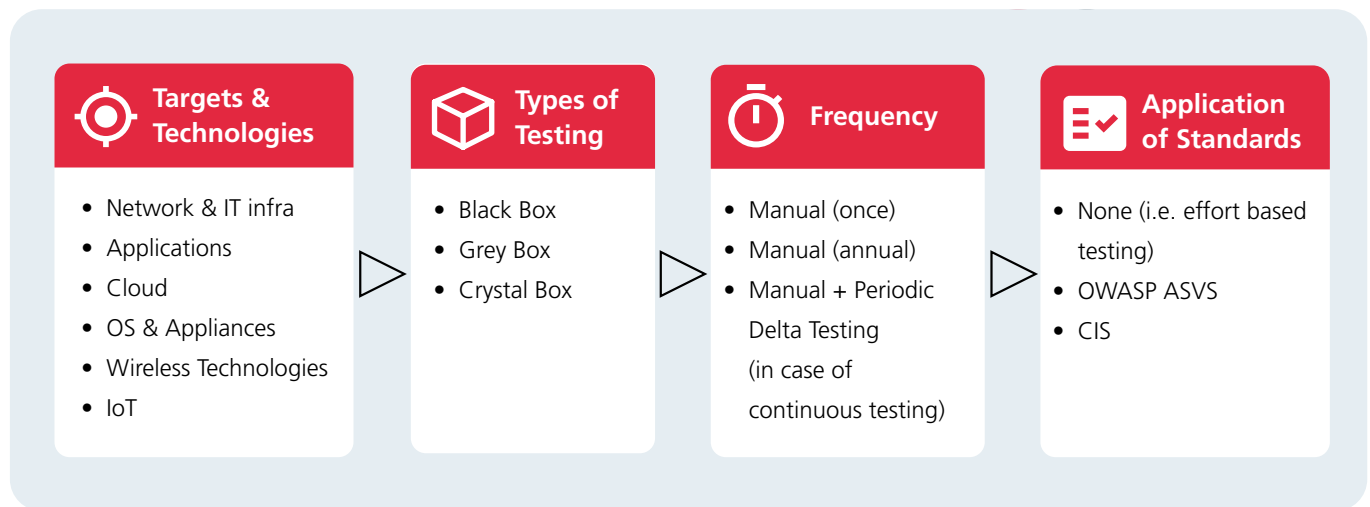 Targets &
Technologies
• Network & IT infra
• Applications
• Cloud
• OS & Appliances
• Wireless Technologies
• IoT
Types of
Testing
• Black Box
• Grey Box
• Crystal Box
Frequency
• Manual (once)
• Manual (annual)
• Manual + Periodic
Delta Testing
(in case of
continuous testing)
Application
of Standards
• None (i.e. effort based
testing)
• OWASP ASVS
• CIS